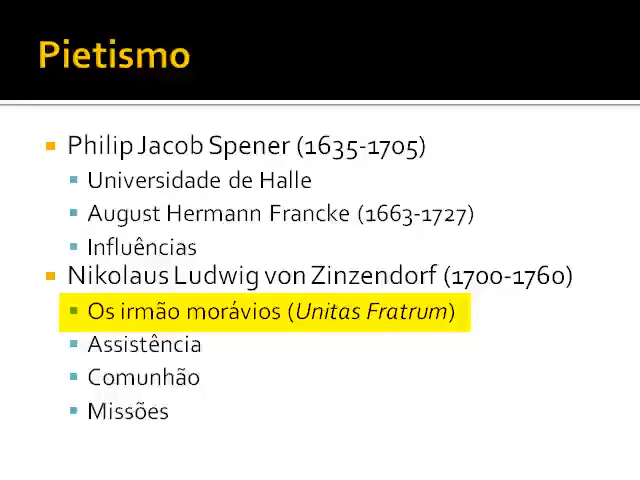 Pietismo
Philip Jacob Spener (1635-1705)
Universidade de Halle
August Hermann Francke (1663-1727)
Influências
Nikolaus Ludwig von Zinzendorf (1700-1760)
Os irmão morávios (Unitas Fratrum)
Assistência
Comunhão
Missões